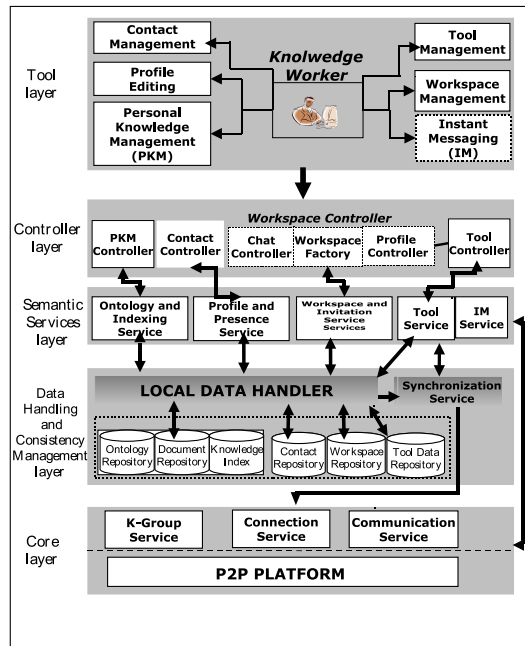 Tool
layer
Contact
Management
Profile
Editing
Personal
Knowledge
Management
(PKM)
Knolwedge
Worker
Tool
Management
Workspace
Management
Instant
Messaging
(IM)
Controller
layer
Workspace Controller
PKM
Controller
Contact
Controller
Chat
Controller
Workspace
Factory
Profile
Controller
Tool
Controller
Semantic
Services
layer
Ontology and
Indexing
Service
Profile and
Presence
Service
Workspace and
Invitation
Service
Services
Tool
Service
IM
Service
Data
Handling and
Consistency
Management
layer
LOCAL DATA HANDLER
Synchronization
Service
Ontology
Repository
Document
Repository
Knowledge
Index
Contact
Repository
Workspace
Repository
Tool Data
Repository
Core
layer
K-Group
Service
Connection
Service
Communication
Service
P2P PLATFORM